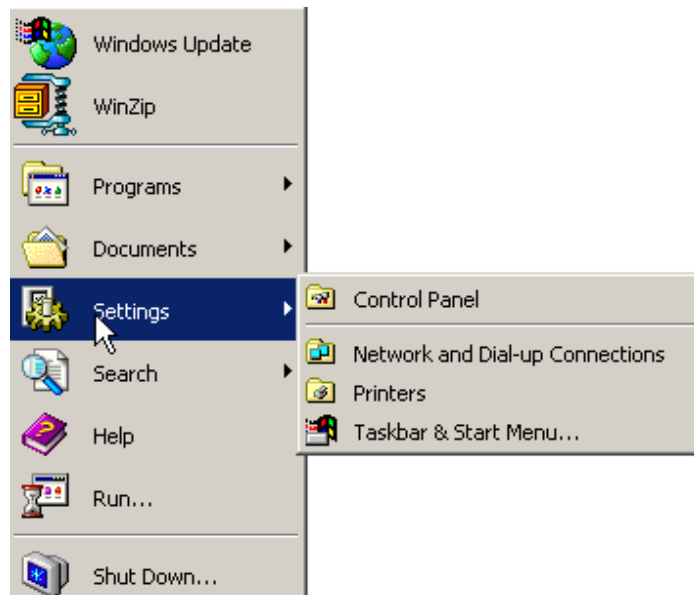 Windows Update
WinZip
Programs
Documents
Settings
Search
Help
Run...
Shut Down...
Control Panel
Network and Dial-up Connections
Printers
Taskbar & Start Menu...